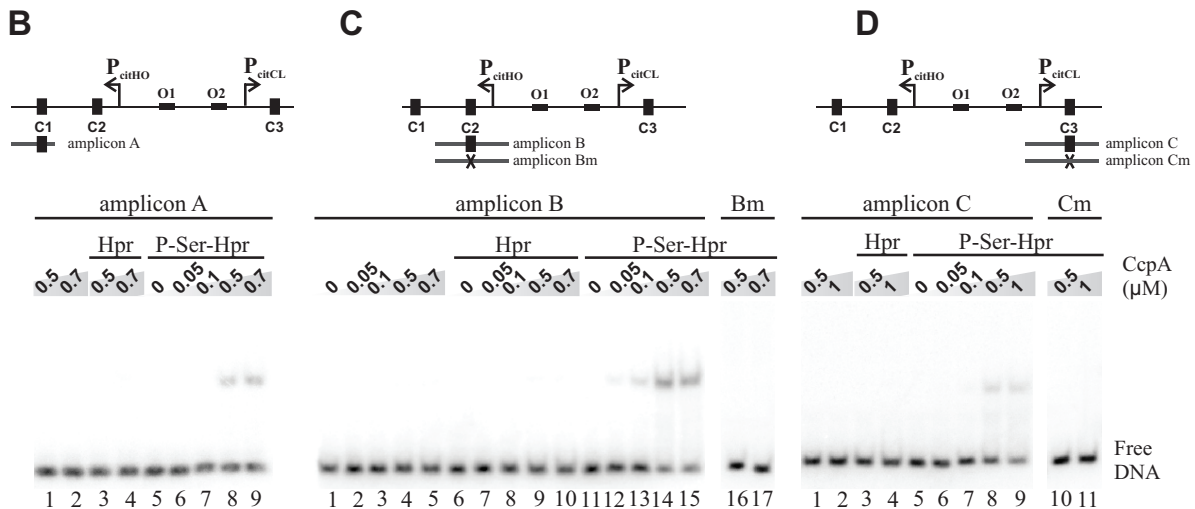 B C D
PcitHO PcitCL PcitHO PcitCL PcitHO PcitCL
O1 O2 O1 O2 O1 O2
C1 C2 C3 C1 C2 C3 C1 C2 C3
amplicon A amplicon B amplicon C
amplicon Bm amplicon Cm
amplicon A amplicon B Bm amplicon C Cm
Hpr P-Ser-Hpr Hpr P-Ser-Hpr Hpr P-Ser-Hpr
0.5 0.7 0.5 0.7 0 0.05 0.1 0.5 0.7 0 0.05 0.1 0.5 0.7 0 0.05 0.1 0.5 0.7 0 0.05 0.1 0.5 0.7 0.5 0.7 0.5 1 0.5 1 0 0.05 0.1 0.5 1 0.5 1
CcpA
(µM)
Free
DNA
1 2 3 4 5 6 7 8 9 1 2 3 4 5 6 7 8 9 10 11 12 13 14 15 16 17 1 2 3 4 5 6 7 8 9 10 11